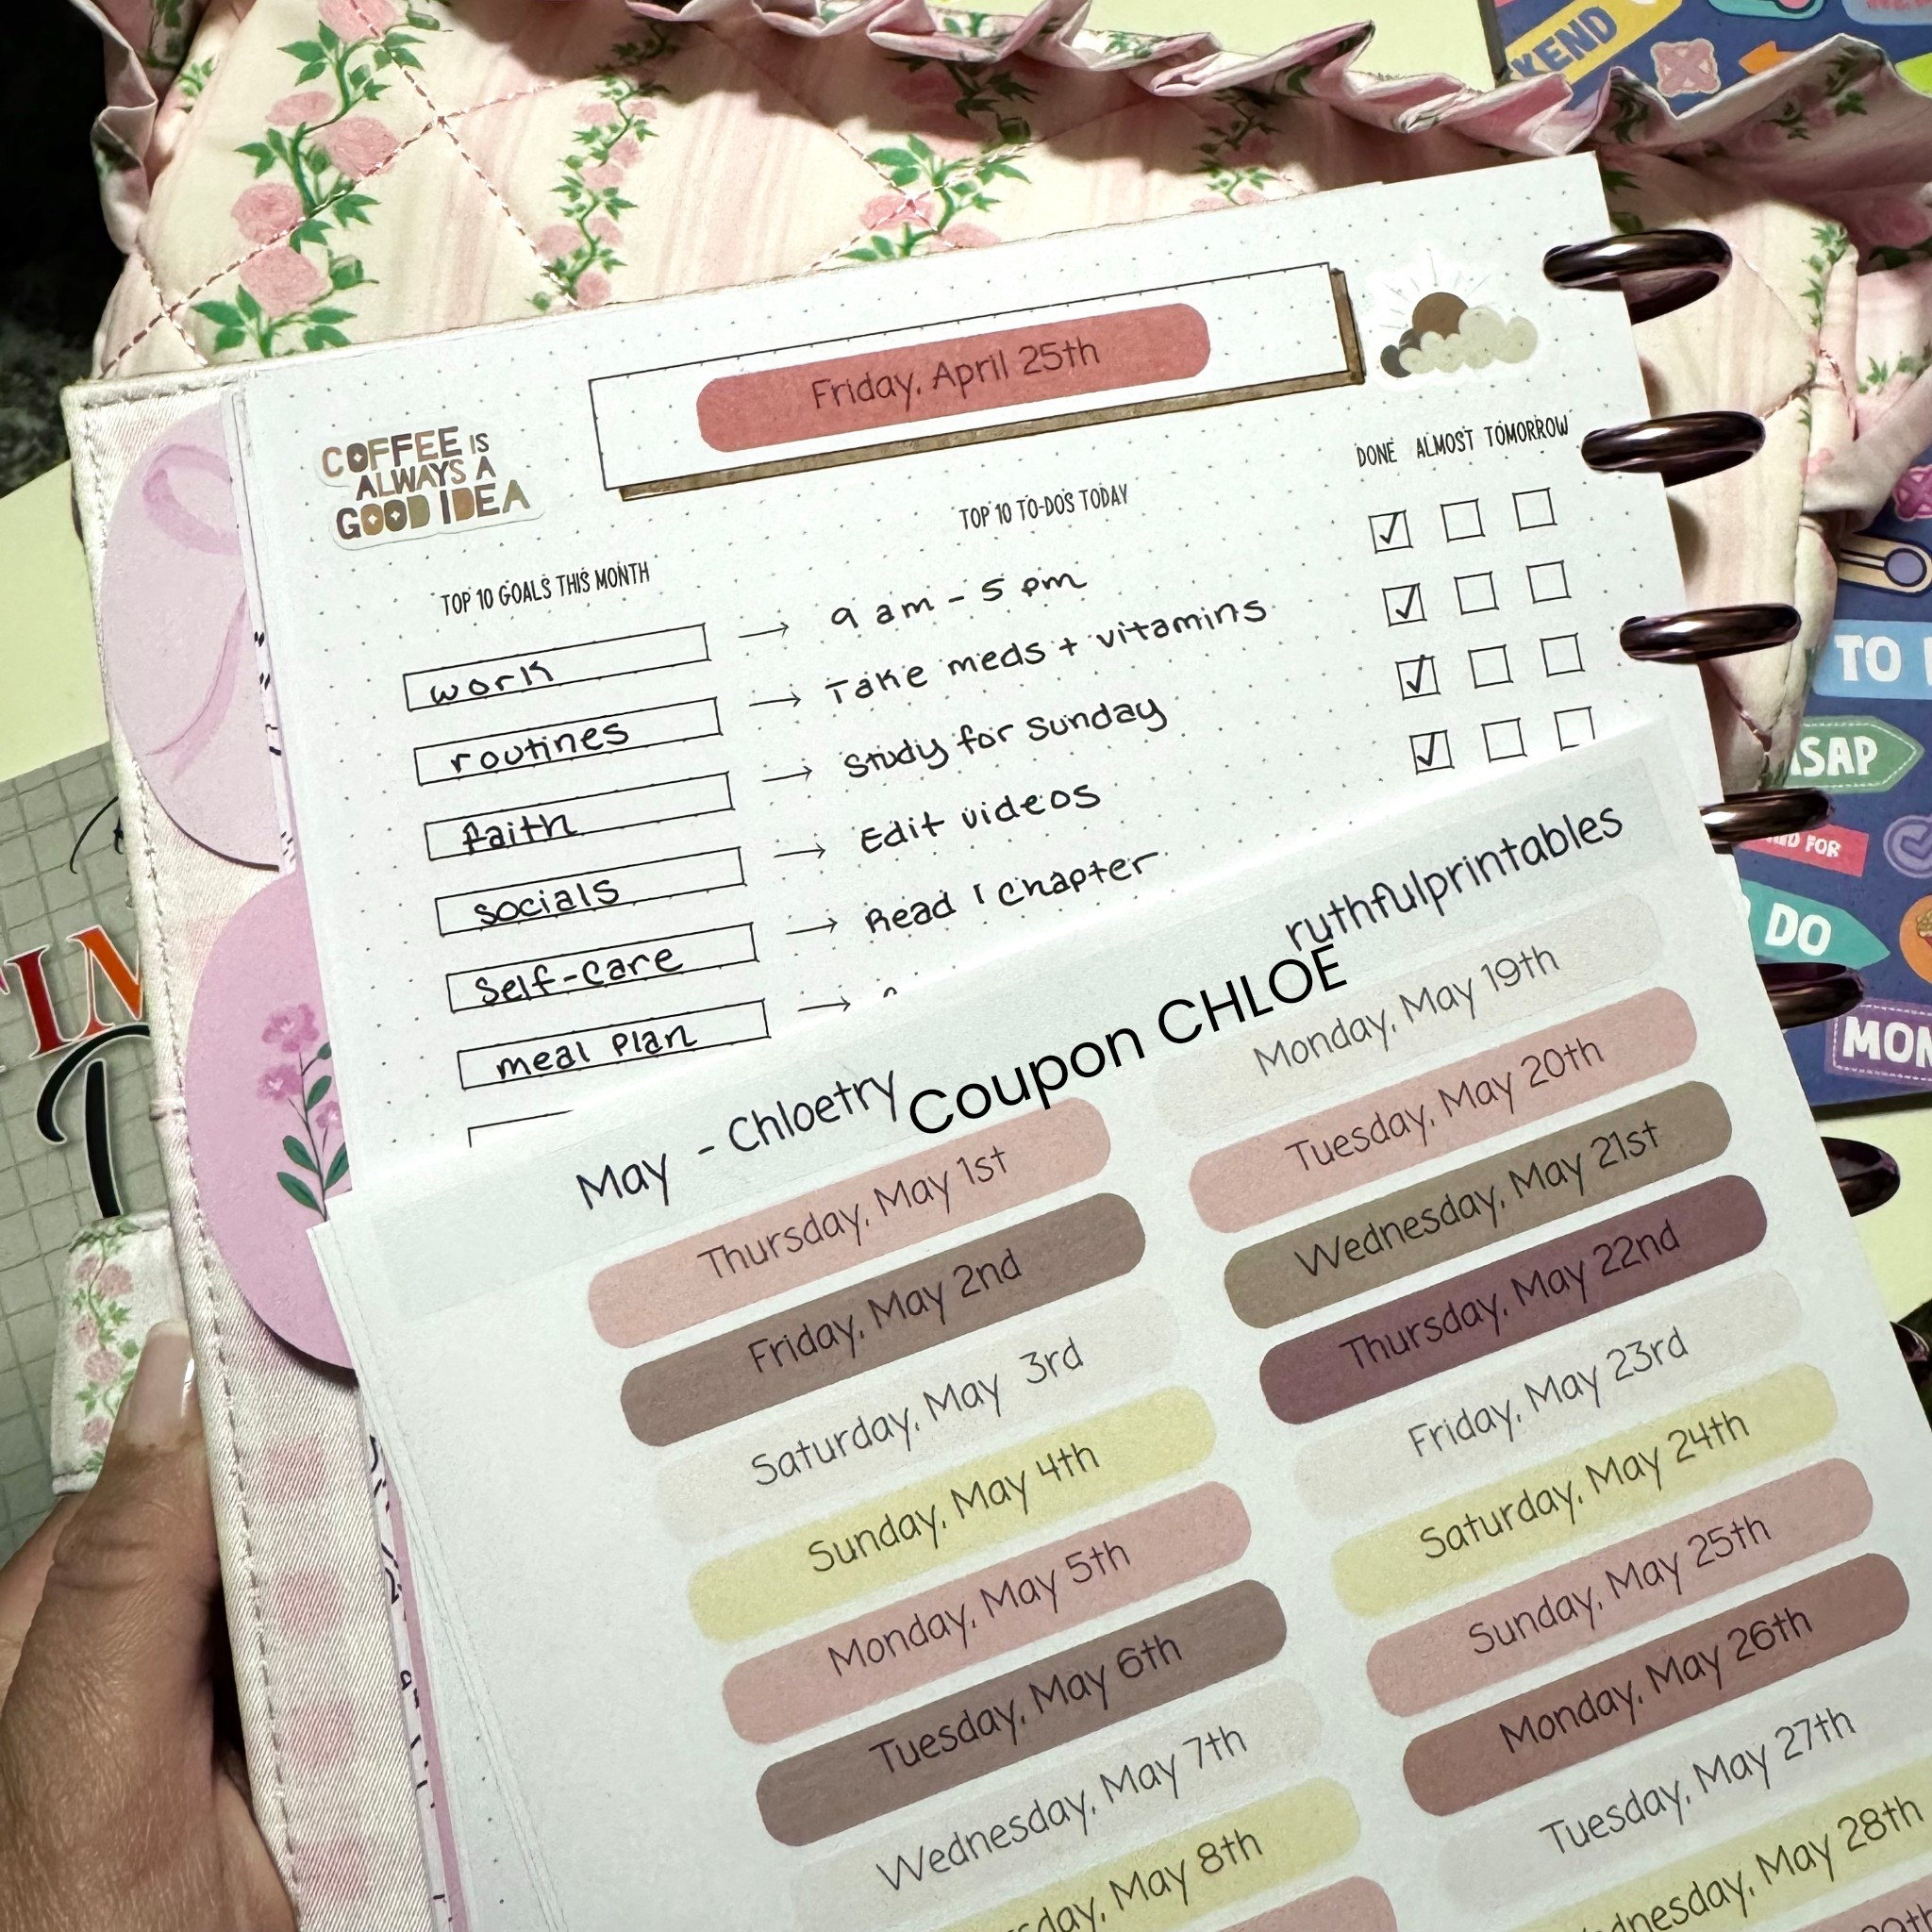 KEND
COFFEE IS
ALWAYS A
GOOD IDEA
Friday, April 25th
DONE ALMOST TOMORROW
TOP 10 GOALS THIS MONTH
TOP 10 TO-DO'S TODAY
work → 9 am - 5 pm
routines → Take meds + vitamins
faith → Study for Sunday
socials → Edit videos
Self-care → Read 1 Chapter
meal Plan →
TO
ASAP
FOR
DO
MON
ruthfulprintables
May - Chloetry
Coupon CHLOE
Thursday, May 1st
Friday, May 2nd
Saturday, May 3rd
Sunday, May 4th
Monday, May 5th
Tuesday, May 6th
Wednesday, May 7th
day, May 8th
Monday, May 19th
Tuesday, May 20th
Wednesday, May 21st
Thursday, May 22nd
Friday, May 23rd
Saturday, May 24th
Sunday, May 25th
Monday, May 26th
Tuesday, May 27th
dnesday, May 28th